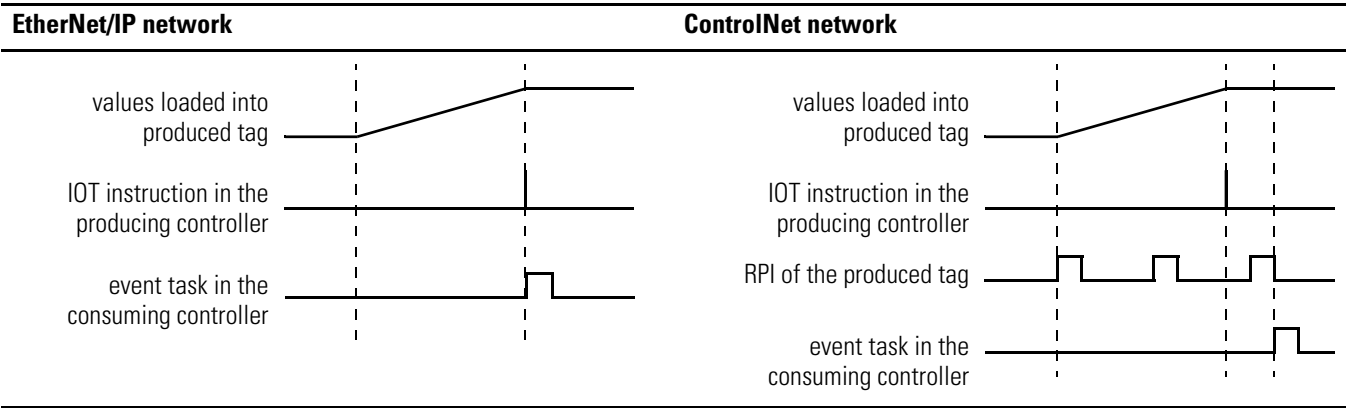 EtherNet/IP network
ControlNet network
values loaded into
produced tag
IOT instruction in the
producing controller
event task in the
consuming controller
values loaded into
produced tag
IOT instruction in the
producing controller
RPI of the produced tag
event task in the
consuming controller